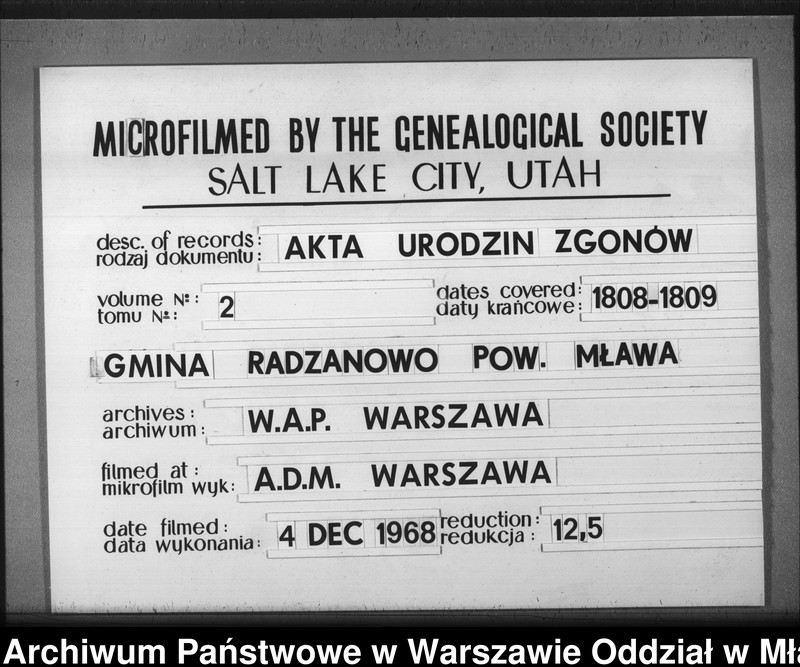 MICROFILMED BY THE GENEALOGICAL SOCIETY
SALT LAKE CITY, UTAH
desc. of records: AKTA URODZIN ZGONÓW
rodzaj dokumentu:
volume Nº: 2 dates covered: 1808-1809
tomu Nº: daty krańcowe:
GMINA RADZANOWO POW. MŁAWA
archives: W.A.P. WARSZAWA
archiwum:
filmed at: A.D.M. WARSZAWA
mikrofilm wyk:
date filmed: 4 DEC 1968 reduction: 12,5
data wykonania: redukcja:
Archiwum Państwowe w Warszawie Oddział w Mła